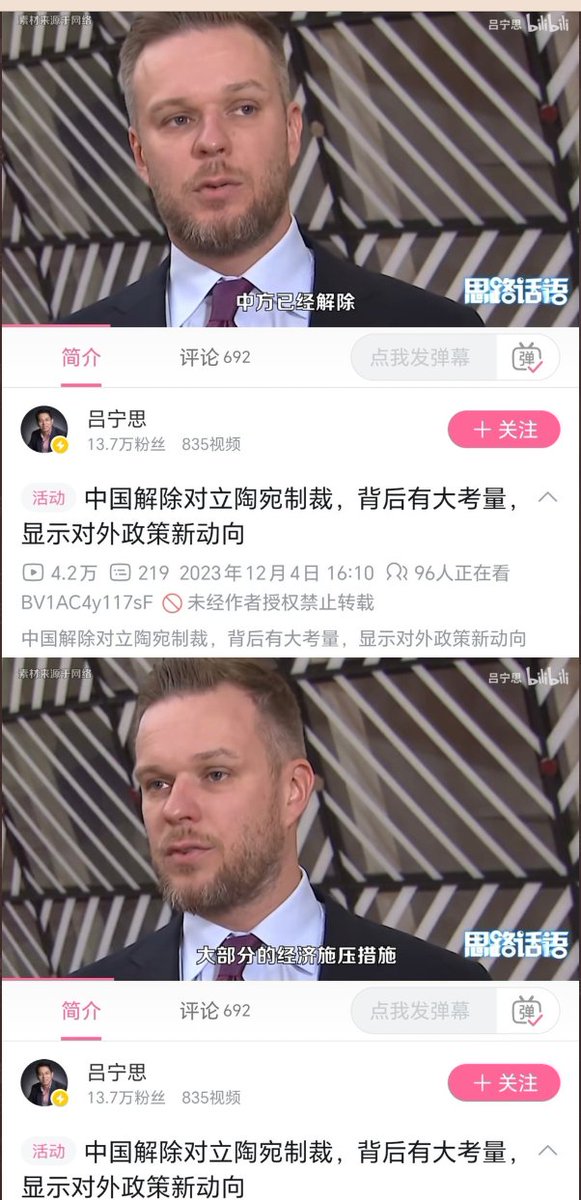 素材来源于网络
吕宁思 bilibili
思路话语
中方已经解除
简介 评论 692 点我发弹幕 弹
吕宁思
13.7万粉丝 835视频
+ 关注
活动 中国解除对立陶宛制裁，背后有大考量，
显示对外政策新动向
4.2万 219 2023年12月4日 16:10 96人正在看
BV1AC4y117sF 未经作者授权禁止转载
中国解除对立陶宛制裁，背后有大考量，显示对外政策新动向
素材来源于网络
吕宁思 bilibili
思路话语
大部分的经济施压措施
简介 评论 692 点我发弹幕 弹
吕宁思
13.7万粉丝 835视频
+ 关注
活动 中国解除对立陶宛制裁，背后有大考量，
显示对外政策新动向